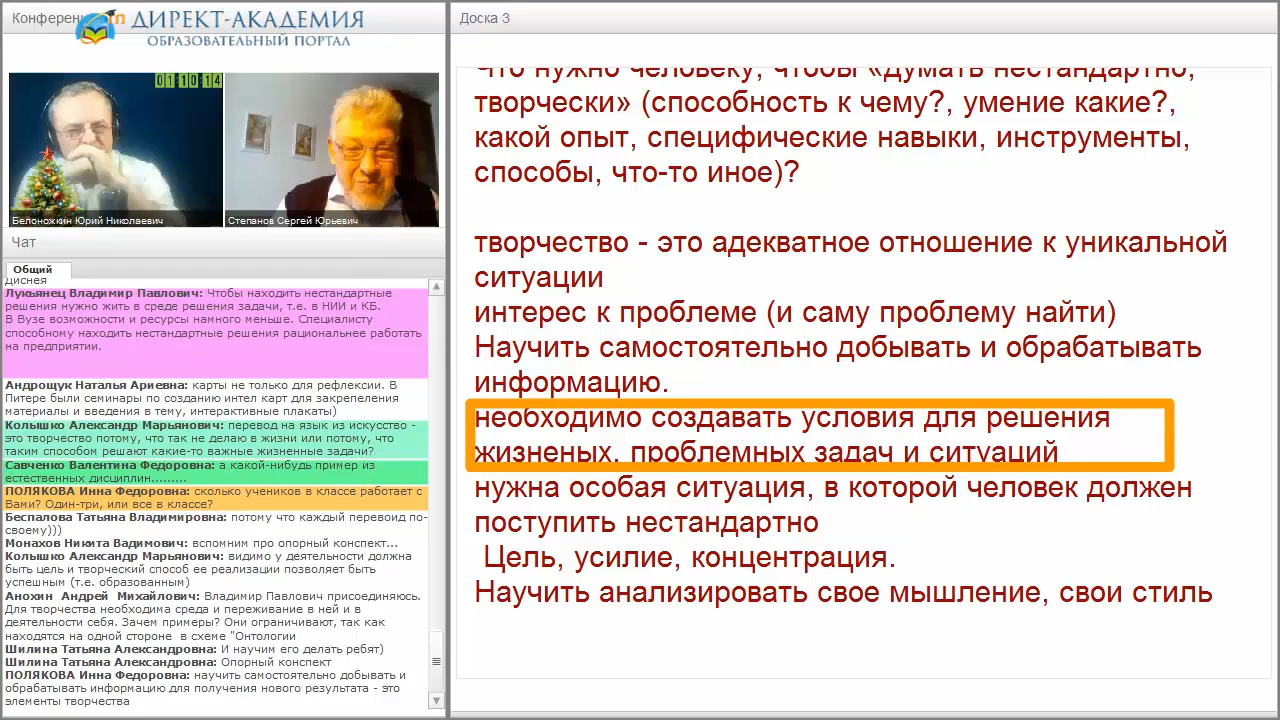 Конферен
ДИРЕКТ-АКАДЕМИЯ
ОБРАЗОВАТЕЛЬНЫЙ ПОРТАЛ
01:10:14
Белоножкин Юрий Николаевич
Степанов Сергей Юрьевич
Чат
Общий
диснея
Лукьянец Владимир Павлович: Чтобы находить нестандартные
решения нужно жить в среде решения задачи, т.е. в НИИ и КБ.
В Вузе возможности и ресурсы намного меньше. Специалисту
способному находить нестандартные решения рациональнее работать
на предприятии.
Андрощук Наталья Ариевна: карты не только для рефлексии. В
Питере были семинары по созданию интел карт для закрепеления
материалы и введения в тему, интерактивные плакаты)
Колышко Александр Марьянович: перевод на язык из искусство -
это творчество потому, что так не делаю в жизни или потому, что
таким способом решают какие-то важные жизненные задачи?
Савченко Валентина Федоровна: а какой-нибудь пример из
естественных дисциплин.........
ПОЛЯКОВА Инна Федоровна: сколько учеников в классе работает с
Вами? Один-три, или все в классе?
Беспалова Татьяна Владимировна: потому что каждый перевоид по-
своему)))
Монахов Никита Вадимович: вспомним про опорный конспект...
Колышко Александр Марьянович: видимо у деятельности должна
быть цель и творческий способ ее реализации позволяет быть
успешным (т.е. образованным)
Анохин Андрей Михайлович: Владимир Павлович присоединяюсь.
Для творчества необходима среда и переживание в ней и в
деятельности себя. Зачем примеры? Они ограничивают, так как
находятся на одной стороне в схеме "Онтологии
Шилина Татьяна Александровна: И научим его делать ребят)
Шилина Татьяна Александровна: Опорный конспект
ПОЛЯКОВА Инна Федоровна: научить самостоятельно добывать и
обрабатывать информацию для получения нового результата - это
элементы творчества
Доска 3
Что нужно человеку, чтобы «думать нестандартно,
творчески» (способность к чему?, умение какие?,
какой опыт, специфические навыки, инструменты,
способы, что-то иное)?
творчество - это адекватное отношение к уникальной
ситуации
интерес к проблеме (и саму проблему найти)
Научить самостоятельно добывать и обрабатывать
информацию.
необходимо создавать условия для решения
жизненых, проблемных задач и ситуаций
нужна особая ситуация, в которой человек должен
поступить нестандартно
Цель, усилие, концентрация.
Научить анализировать свое мышление, свои стиль